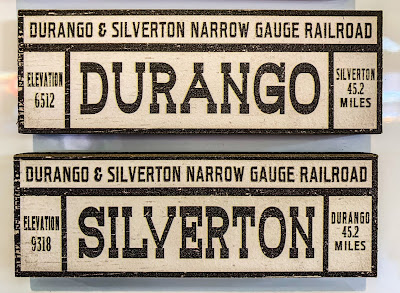 DURANGO & SILVERTON NARROW GAUGE RAILROAD
ELEVATION
6512
DURANGO
SILVERTON
45.2
MILES
DURANGO & SILVERTON NARROW GAUGE RAILROAD
ELEVATION
9318
SILVERTON
DURANGO
45.2
MILES